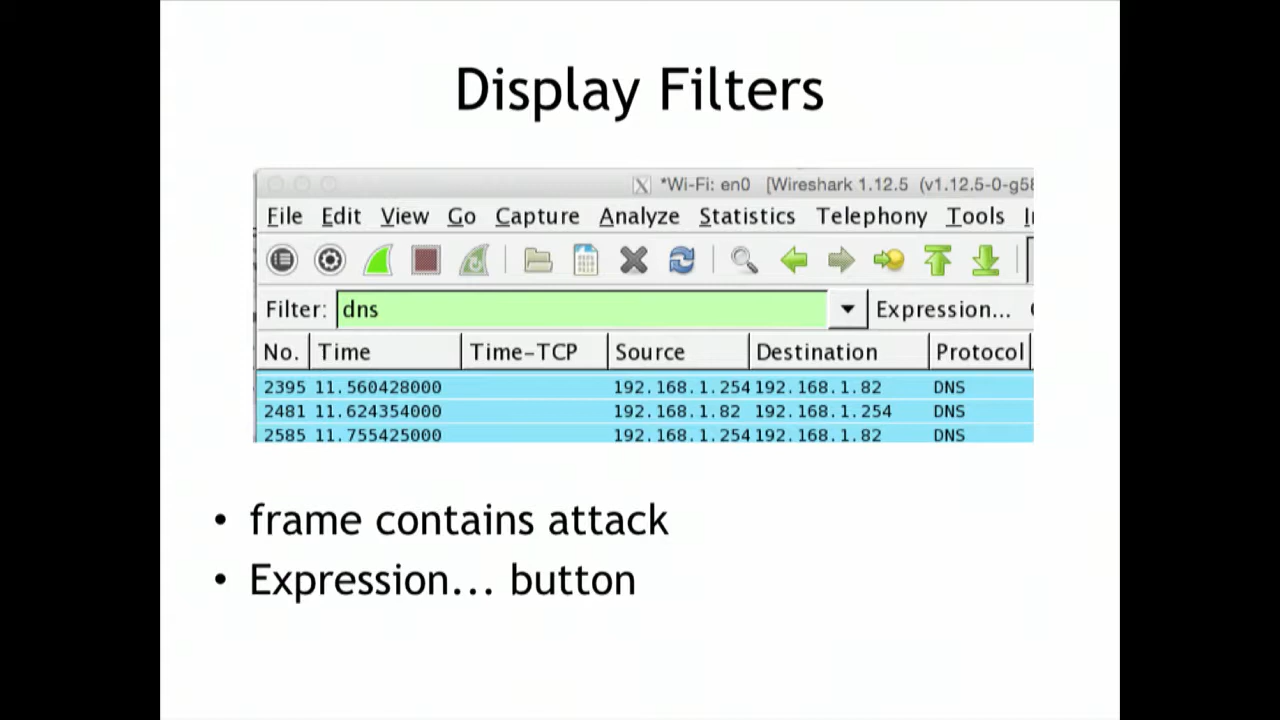 Display Filters
*Wi-Fi: en0 [Wireshark 1.12.5 (v1.12.5-0-g58
File Edit View Go Capture Analyze Statistics Telephony Tools
Filter: dns Expression...
No. Time Time-TCP Source Destination Protocol
2395 11.560428000 192.168.1.254 192.168.1.82 DNS
2481 11.624354000 192.168.1.82 192.168.1.254 DNS
2585 11.755425000 192.168.1.254 192.168.1.82 DNS
• frame contains attack
• Expression... button